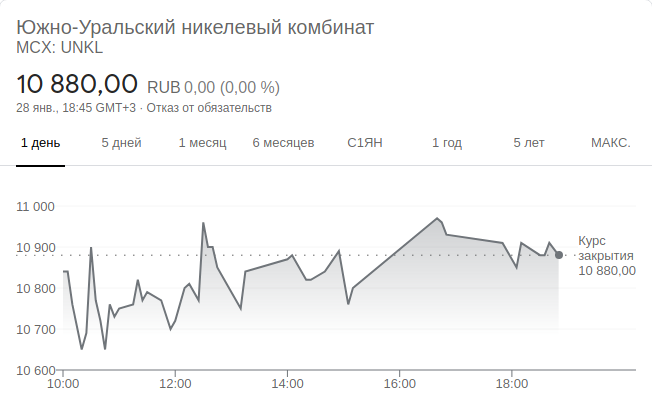 Южно-Уральский никелевый комбинат
MCX: UNKL
10 880,00 RUB 0,00 (0,00 %)
28 янв., 18:45 GMT+3 · Отказ от обязательств
1 день 5 дней 1 месяц 6 месяцев С1ЯН 1 год 5 лет МАКС.
11 000
10 900
10 800
10 700
10 600
Курс
закрытия
10 880,00
10:00 12:00 14:00 16:00 18:00